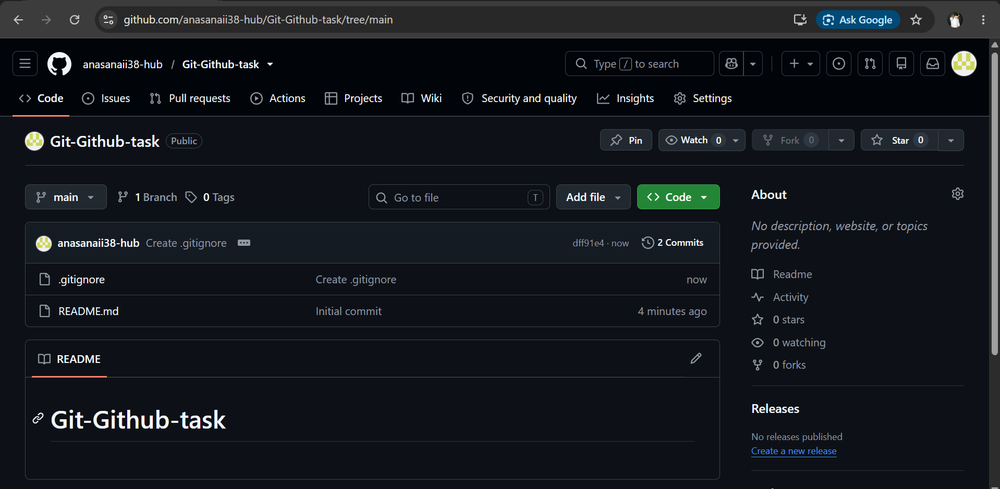 github.com/anasanaii38-hub/Git-Github-task/tree/main
Ask Google
anasanaii38-hub / Git-Github-task
Type / to search
Code Issues Pull requests Actions Projects Wiki Security and quality Insights Settings
Git-Github-task Public
Pin Watch 0 Fork 0 Star 0
main 1 Branch 0 Tags
Go to file T
Add file Code
anasanaii38-hub Create .gitignore
dff91e4 · now 2 Commits
.gitignore Create .gitignore now
README.md Initial commit 4 minutes ago
README
Git-Github-task
About
No description, website, or topics
provided.
Readme
Activity
0 stars
0 watching
0 forks
Releases
No releases published
Create a new release